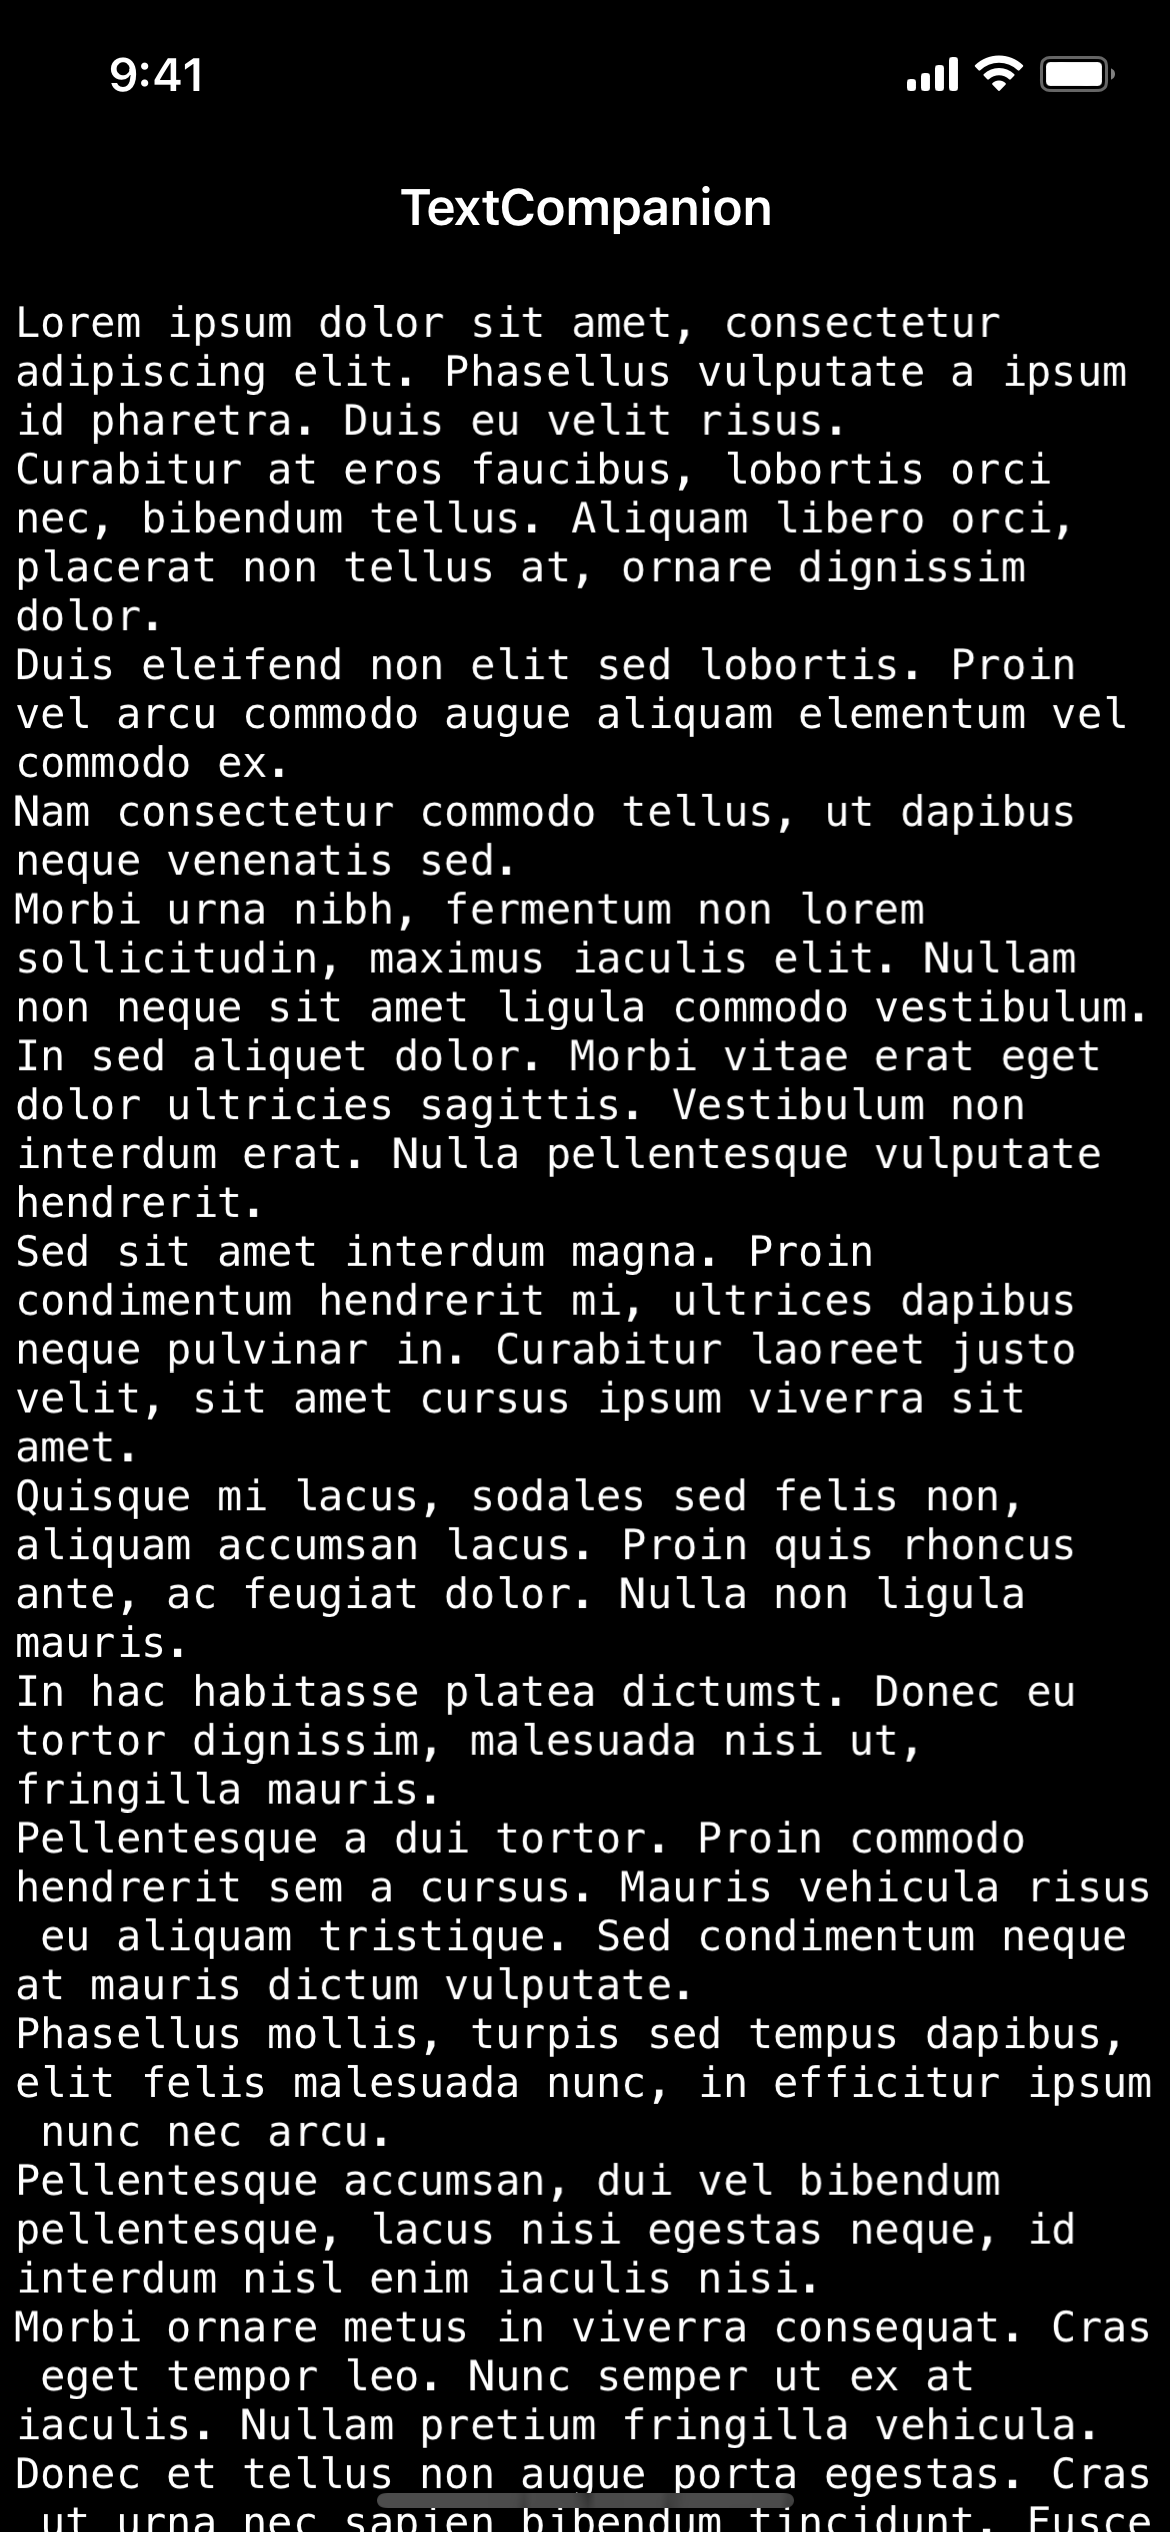 9:41
TextCompanion
Lorem ipsum dolor sit amet, consectetur
adipiscing elit. Phasellus vulputate a ipsum
id pharetra. Duis eu velit risus.
Curabitur at eros faucibus, lobortis orci
nec, bibendum tellus. Aliquam libero orci,
placerat non tellus at, ornare dignissim
dolor.
Duis eleifend non elit sed lobortis. Proin
vel arcu commodo augue aliquam elementum vel
commodo ex.
Nam consectetur commodo tellus, ut dapibus
neque venenatis sed.
Morbi urna nibh, fermentum non lorem
sollicitudin, maximus iaculis elit. Nullam
non neque sit amet ligula commodo vestibulum.
In sed aliquet dolor. Morbi vitae erat eget
dolor ultricies sagittis. Vestibulum non
interdum erat. Nulla pellentesque vulputate
hendrerit.
Sed sit amet interdum magna. Proin
condimentum hendrerit mi, ultrices dapibus
neque pulvinar in. Curabitur laoreet justo
velit, sit amet cursus ipsum viverra sit
amet.
Quisque mi lacus, sodales sed felis non,
aliquam accumsan lacus. Proin quis rhoncus
ante, ac feugiat dolor. Nulla non ligula
mauris.
In hac habitasse platea dictumst. Donec eu
tortor dignissim, malesuada nisi ut,
fringilla mauris.
Pellentesque a dui tortor. Proin commodo
hendrerit sem a cursus. Mauris vehicula risus
eu aliquam tristique. Sed condimentum neque
at mauris dictum vulputate.
Phasellus mollis, turpis sed tempus dapibus,
elit felis malesuada nunc, in efficitur ipsum
nunc nec arcu.
Pellentesque accumsan, dui vel bibendum
pellentesque, lacus nisi egestas neque, id
interdum nisl enim iaculis nisi.
Morbi ornare metus in viverra consequat. Cras
eget tempor leo. Nunc semper ut ex at
iaculis. Nullam pretium fringilla vehicula.
Donec et tellus non augue porta egestas. Cras
ut urna nec sapien bibendum tincidunt. Fusce